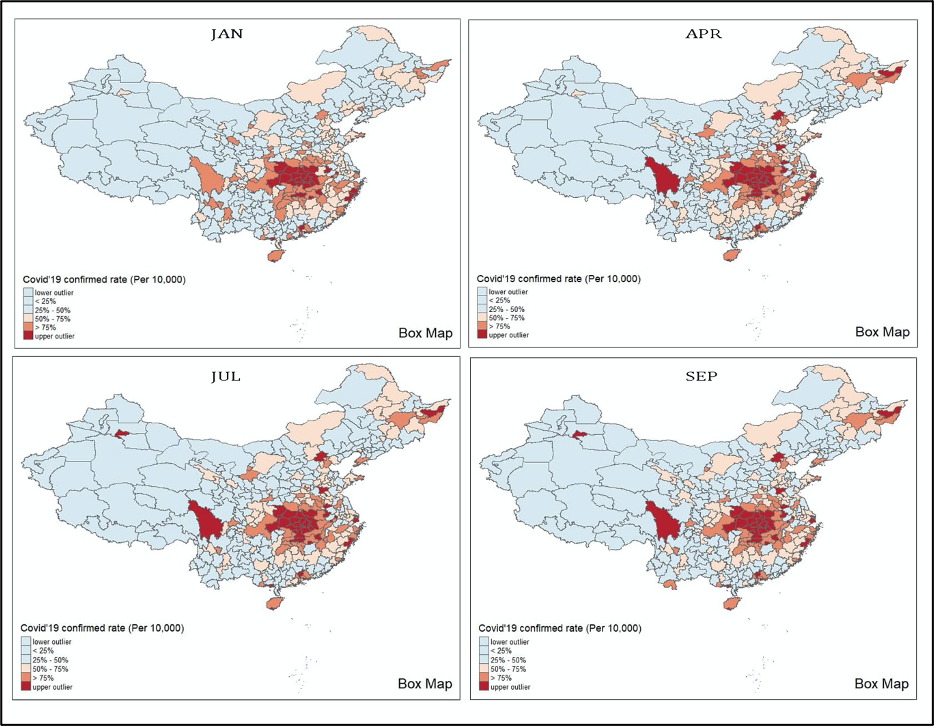 JAN
Covid'19 confirmed rate (Per 10,000)
lower outlier
< 25%
25% - 50%
50% - 75%
> 75%
upper outlier
Box Map
APR
Covid'19 confirmed rate (Per 10,000)
lower outlier
< 25%
25% - 50%
50% - 75%
> 75%
upper outlier
Box Map
JUL
Covid'19 confirmed rate (Per 10,000)
lower outlier
< 25%
25% - 50%
50% - 75%
> 75%
upper outlier
Box Map
SEP
Covid'19 confirmed rate (Per 10,000)
lower outlier
< 25%
25% - 50%
50% - 75%
> 75%
upper outlier
Box Map